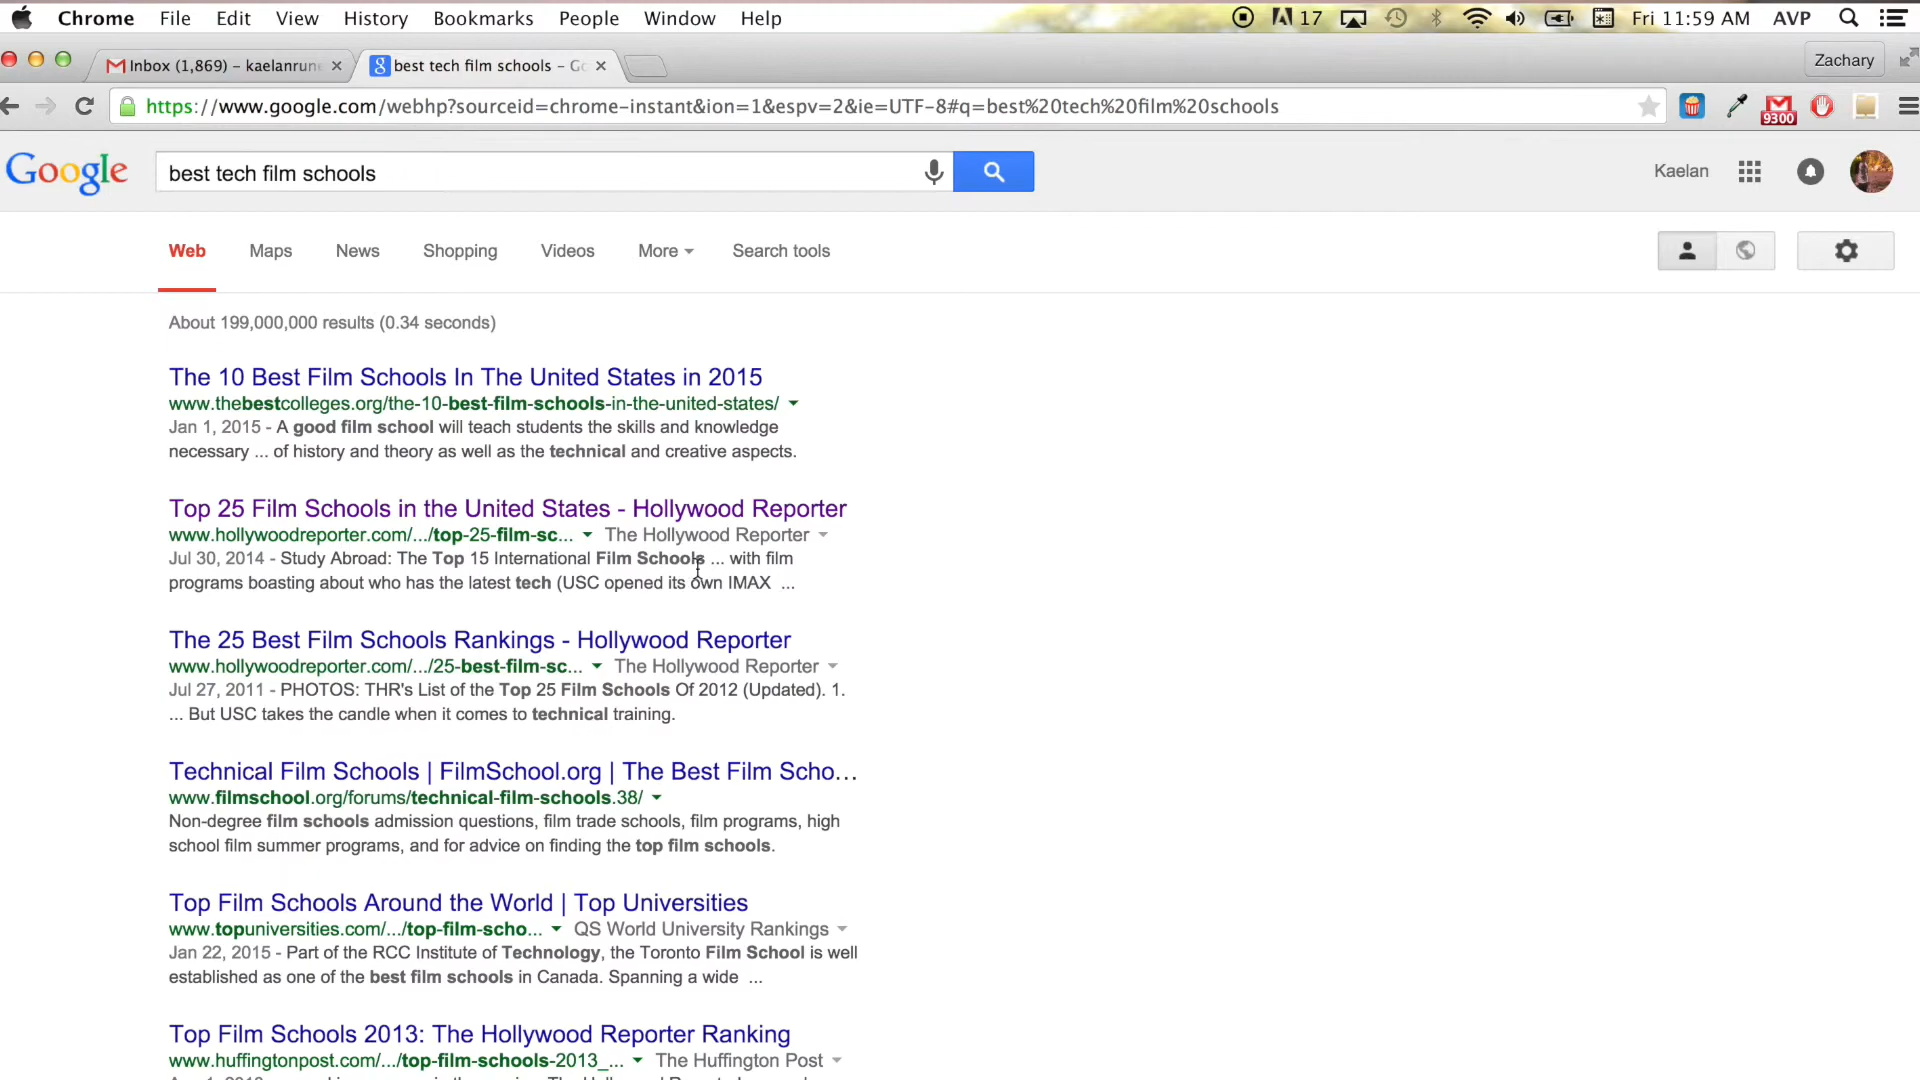 Chrome File Edit View History Bookmarks People Window Help 17 Fri 11:59 AM AVP
Inbox (1,869) – kaelanrune
best tech film schools – Go
Zachary
https://www.google.com/webhp?sourceid=chrome-instant&ion=1&espv=2&ie=UTF-8#q=best%20tech%20film%20schools
9300
Google best tech film schools Kaelan
Web Maps News Shopping Videos More Search tools
About 199,000,000 results (0.34 seconds)
The 10 Best Film Schools In The United States in 2015
www.thebestcolleges.org/the-10-best-film-schools-in-the-united-states/
Jan 1, 2015 - A good film school will teach students the skills and knowledge
necessary ... of history and theory as well as the technical and creative aspects.
Top 25 Film Schools in the United States - Hollywood Reporter
www.hollywoodreporter.com/.../top-25-film-sc... The Hollywood Reporter
Jul 30, 2014 - Study Abroad: The Top 15 International Film Schools ... with film
programs boasting about who has the latest tech (USC opened its own IMAX ...
The 25 Best Film Schools Rankings - Hollywood Reporter
www.hollywoodreporter.com/.../25-best-film-sc... The Hollywood Reporter
Jul 27, 2011 - PHOTOS: THR's List of the Top 25 Film Schools Of 2012 (Updated). 1.
... But USC takes the candle when it comes to technical training.
Technical Film Schools | FilmSchool.org | The Best Film Scho...
www.filmschool.org/forums/technical-film-schools.38/
Non-degree film schools admission questions, film trade schools, film programs, high
school film summer programs, and for advice on finding the top film schools.
Top Film Schools Around the World | Top Universities
www.topuniversities.com/.../top-film-scho... QS World University Rankings
Jan 22, 2015 - Part of the RCC Institute of Technology, the Toronto Film School is well
established as one of the best film schools in Canada. Spanning a wide ...
Top Film Schools 2013: The Hollywood Reporter Ranking
www.huffingtonpost.com/.../top-film-schools-2013_... The Huffington Post